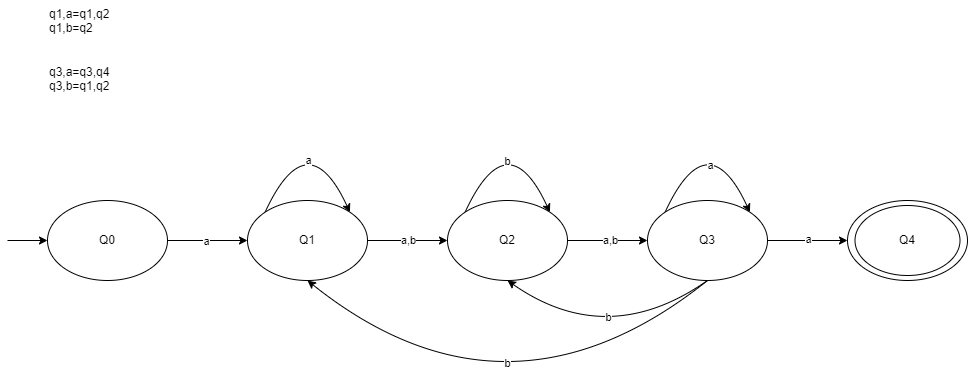 q1,a=q1,q2
q1,b=q2
q3,a=q3,q4
q3,b=q1,q2
a
b
a
Q0
a
Q1
a,b
Q2
a,b
Q3
a
Q4
b
b